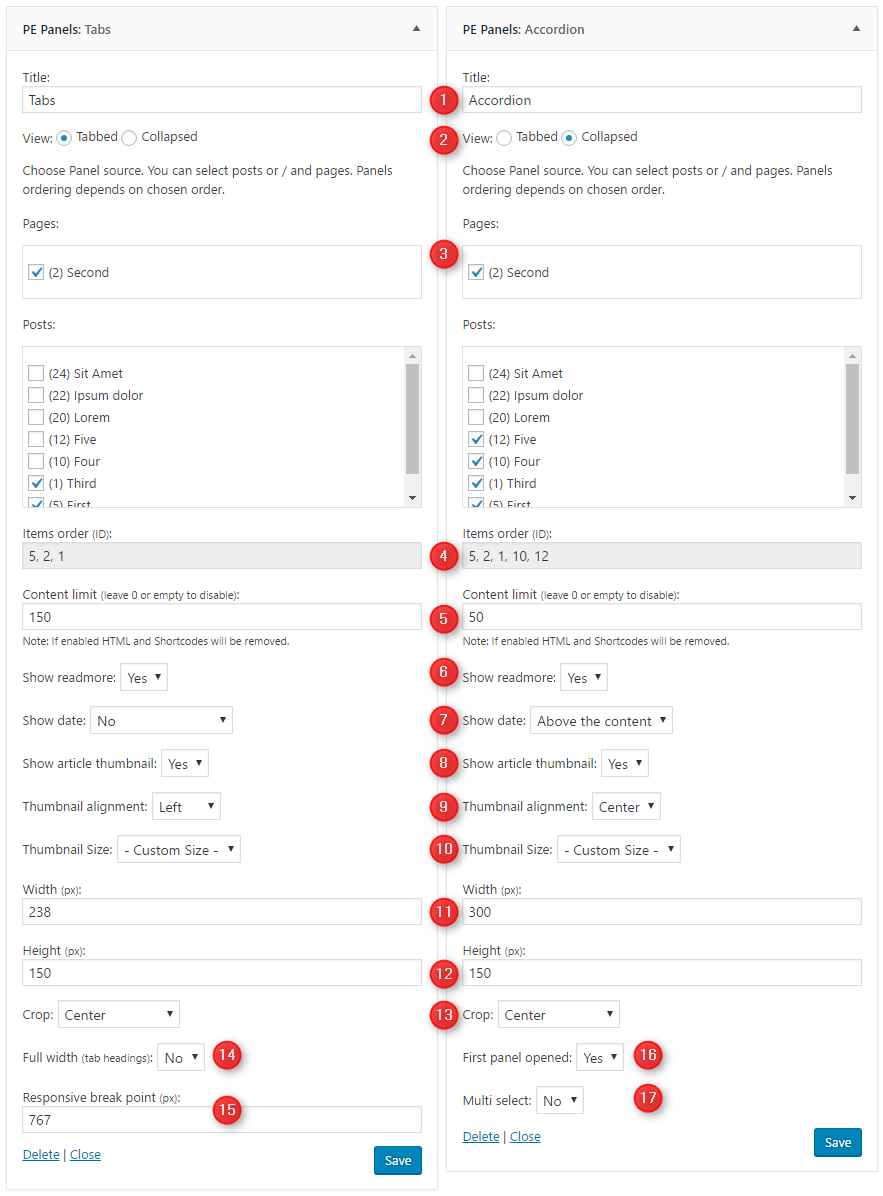 PE Panels: Tabs
Title:
Tabs
View: Tabbed Collapsed
Choose Panel source. You can select posts or / and pages. Panels
ordering depends on chosen order.
Pages:
(2) Second
Posts:
(24) Sit Amet
(22) Ipsum dolor
(20) Lorem
(12) Five
(10) Four
(1) Third
(5) First
Items order (ID):
5, 2, 1
Content limit (leave 0 or empty to disable):
150
Note: If enabled HTML and Shortcodes will be removed.
Show readmore: Yes
Show date: No
Show article thumbnail: Yes
Thumbnail alignment: Left
Thumbnail Size: - Custom Size -
Width (px):
238
Height (px):
150
Crop: Center
Full width (tab headings): No 14
Responsive break point (px):
15
767
Delete | Close
Save
1
2
3
4
5
6
7
8
9
10
11
12
13
PE Panels: Accordion
Title:
Accordion
View: Tabbed Collapsed
Choose Panel source. You can select posts or / and pages. Panels
ordering depends on chosen order.
Pages:
(2) Second
Posts:
(24) Sit Amet
(22) Ipsum dolor
(20) Lorem
(12) Five
(10) Four
(1) Third
(5) First
Items order (ID):
5, 2, 1, 10, 12
Content limit (leave 0 or empty to disable):
50
Note: If enabled HTML and Shortcodes will be removed.
Show readmore: Yes
Show date: Above the content
Show article thumbnail: Yes
Thumbnail alignment: Center
Thumbnail Size: - Custom Size -
Width (px):
300
Height (px):
150
Crop: Center
First panel opened: Yes 16
Multi select: No 17
Delete | Close
Save